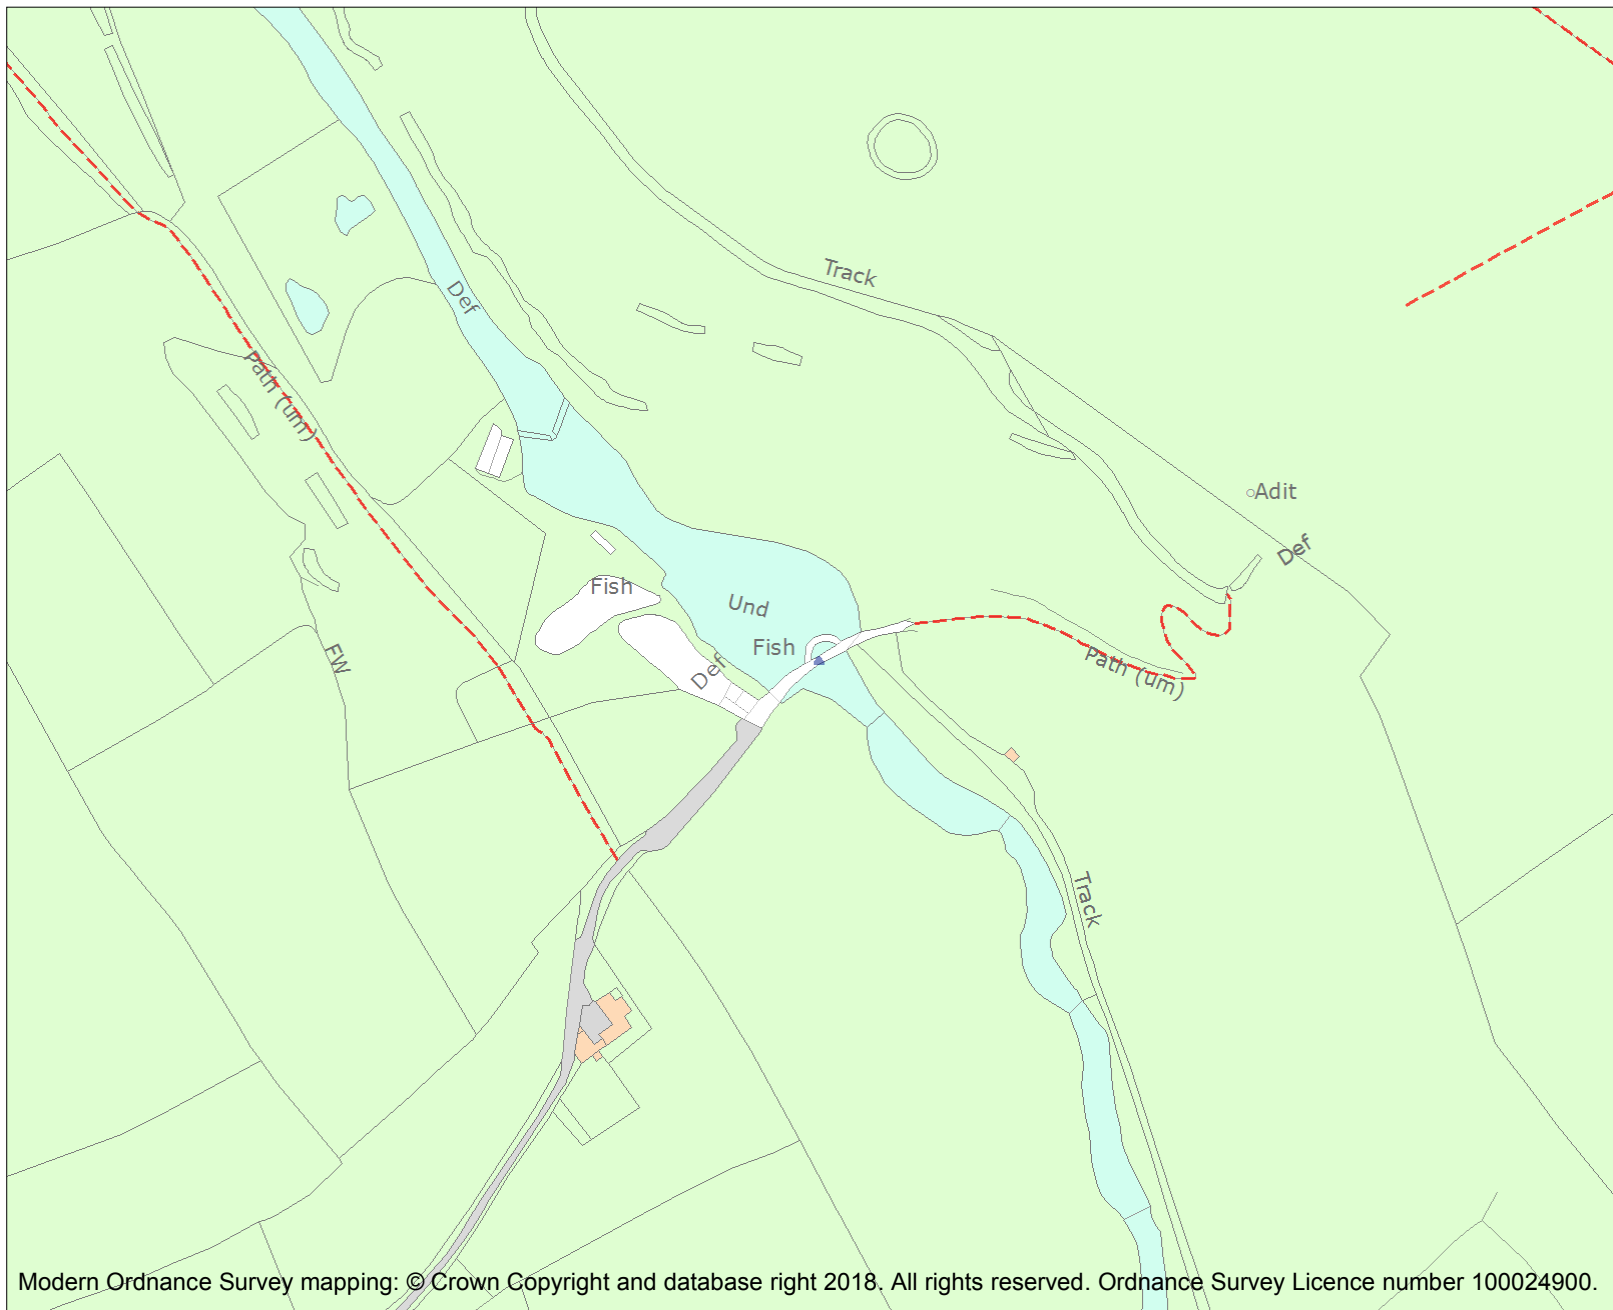 Track
Def
Path (um)
Adit
Def
Fish
Und
Fish
FW
Def
Path (um)
Track
Modern Ordnance Survey mapping: © Crown Copyright and database right 2018. All rights reserved. Ordnance Survey Licence number 100024900.